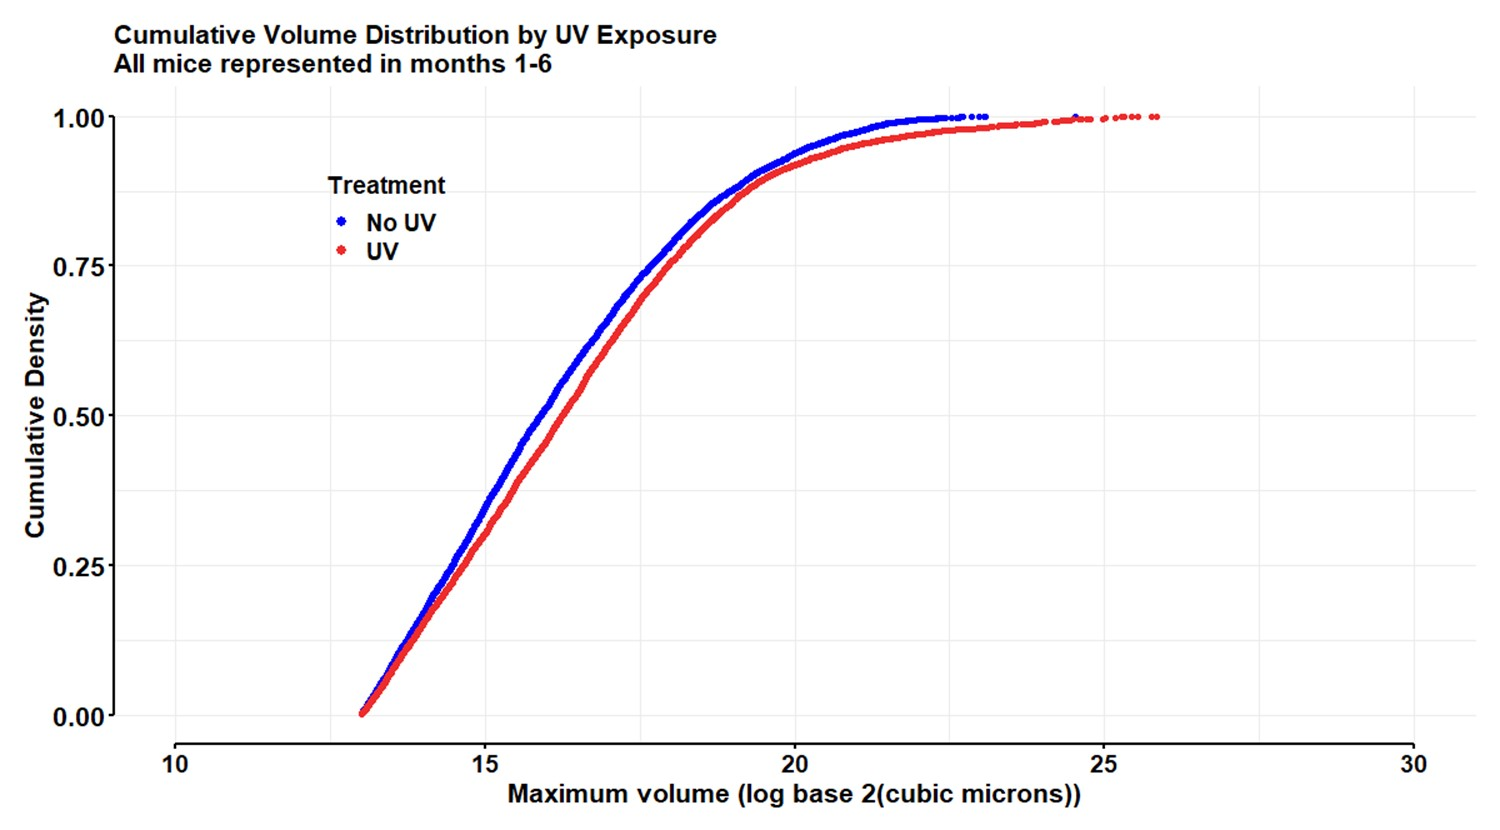 Cumulative Volume Distribution by UV Exposure
All mice represented in months 1-6
1.00
0.75
0.50
0.25
0.00
Cumulative Density
Treatment
No UV
UV
10 15 20 25 30
Maximum volume (log base 2(cubic microns))